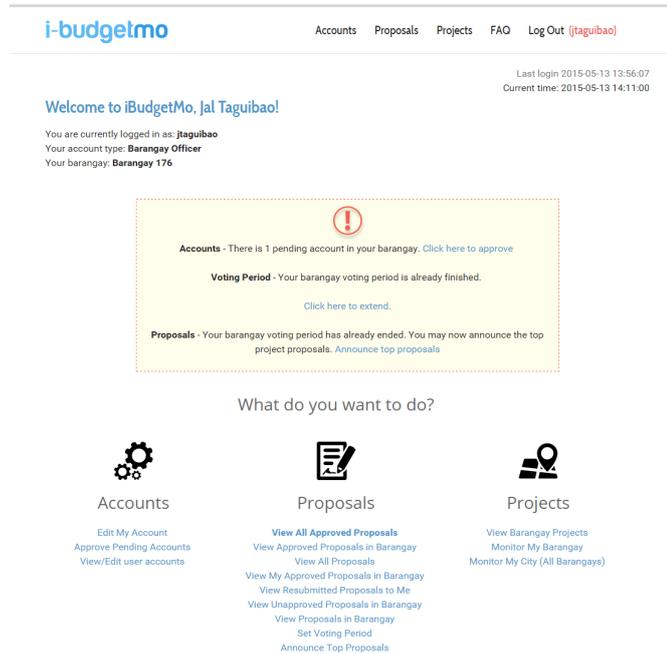 i-budgetmo
Accounts Proposals Projects FAQ Log Out (jtaguibao)
Last login 2015-05-13 13:56:07
Current time: 2015-05-13 14:11:00
Welcome to iBudgetMo, Jal Taguibao!
You are currently logged in as: jtaguibao
Your account type: Barangay Officer
Your barangay: Barangay 176
Accounts - There is 1 pending account in your barangay. Click here to approve
Voting Period - Your barangay voting period is already finished.
Click here to extend.
Proposals - Your barangay voting period has already ended. You may now announce the top
project proposals. Announce top proposals
What do you want to do?
Accounts
Edit My Account
Approve Pending Accounts
View/Edit user accounts
Proposals
View All Approved Proposals
View Approved Proposals in Barangay
View All Proposals
View My Approved Proposals in Barangay
View Resubmitted Proposals to Me
View Unapproved Proposals in Barangay
View Proposals in Barangay
Set Voting Period
Announce Top Proposals
Projects
View Barangay Projects
Monitor My Barangay
Monitor My City (All Barangays)